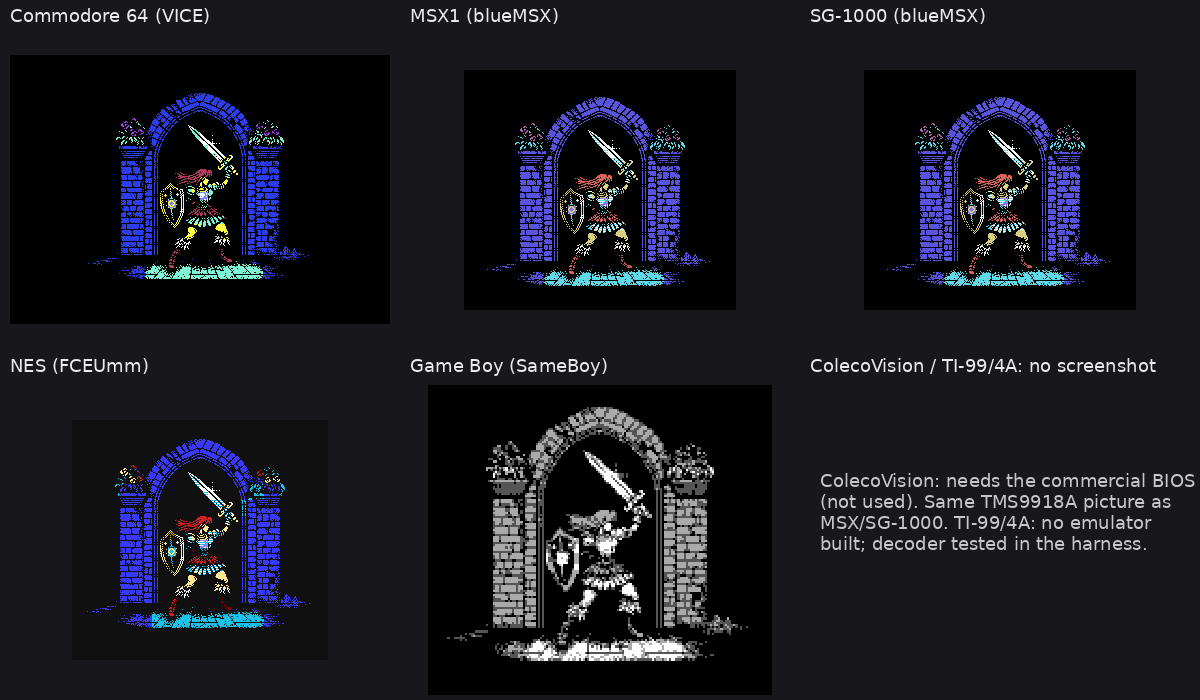 Commodore 64 (VICE)
MSX1 (blueMSX)
SG-1000 (blueMSX)
NES (FCEUmm)
Game Boy (SameBoy)
ColecoVision / TI-99/4A: no screenshot
ColecoVision: needs the commercial BIOS
(not used). Same TMS9918A picture as
MSX/SG-1000. TI-99/4A: no emulator
built; decoder tested in the harness.